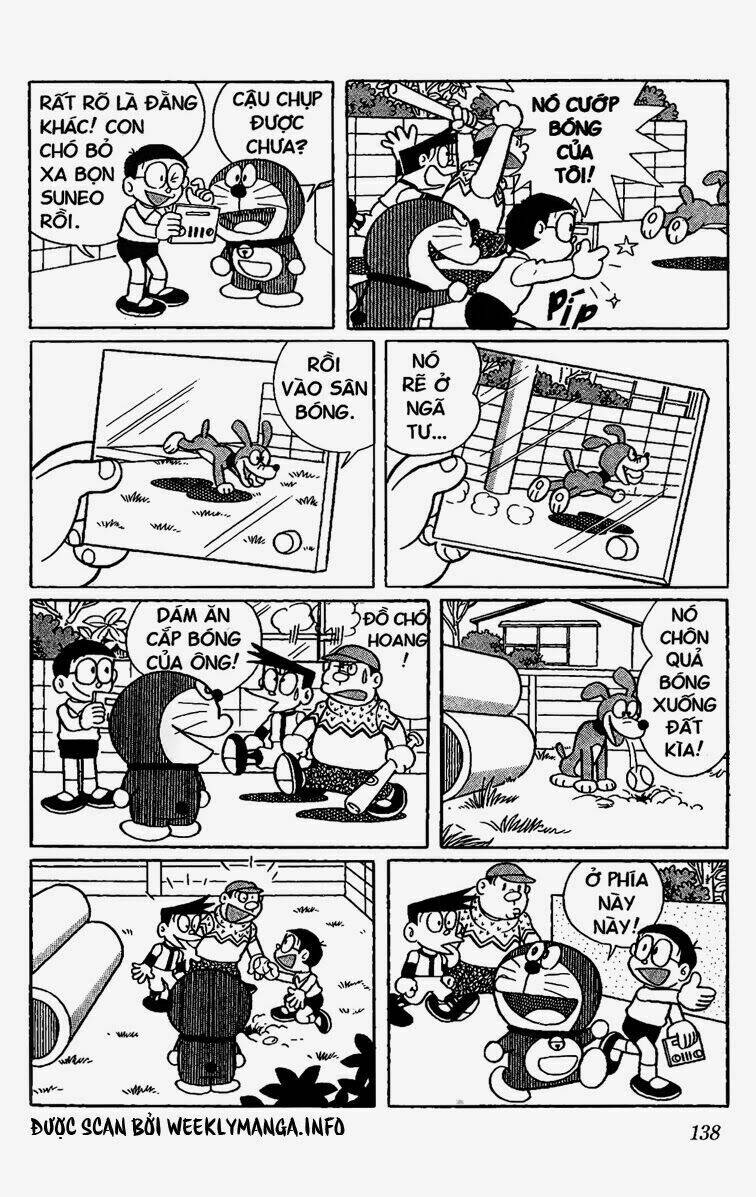 NÓ CƯỚP
BÓNG
CỦA
TÔI!
PÍP
CẬU CHỤP
ĐƯỢC
CHƯA?
RẤT RÕ LÀ ĐẰNG
KHÁC! CON
CHÓ BỎ
XA BỌN
SUNEO
RỒI.
NÓ
RẼ Ở
NGÃ
TƯ...
RỒI
VÀO SÂN
BÓNG.
NÓ
CHÔN
QUẢ
BÓNG
XUỐNG
ĐẤT
KÌA!
ĐỒ CHÓ
HOANG
!
DÁM ĂN
CẮP BÓNG
CỦA ÔNG!
Ở PHÍA
NÀY
NÀY!
ĐƯỢC SCAN BỞI WEEKLYMANGA.INFO
138